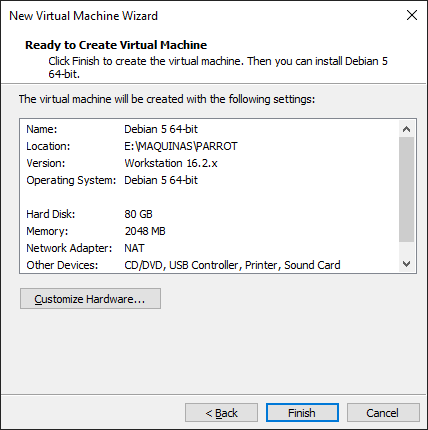 New Virtual Machine Wizard
Ready to Create Virtual Machine
Click Finish to create the virtual machine. Then you can install Debian 5
64-bit.
The virtual machine will be created with the following settings:
Name: Debian 5 64-bit
Location: E:\MAQUINAS\PARROT
Version: Workstation 16.2.x
Operating System: Debian 5 64-bit
Hard Disk: 80 GB
Memory: 2048 MB
Network Adapter: NAT
Other Devices: CD/DVD, USB Controller, Printer, Sound Card
Customize Hardware...
< Back Finish Cancel